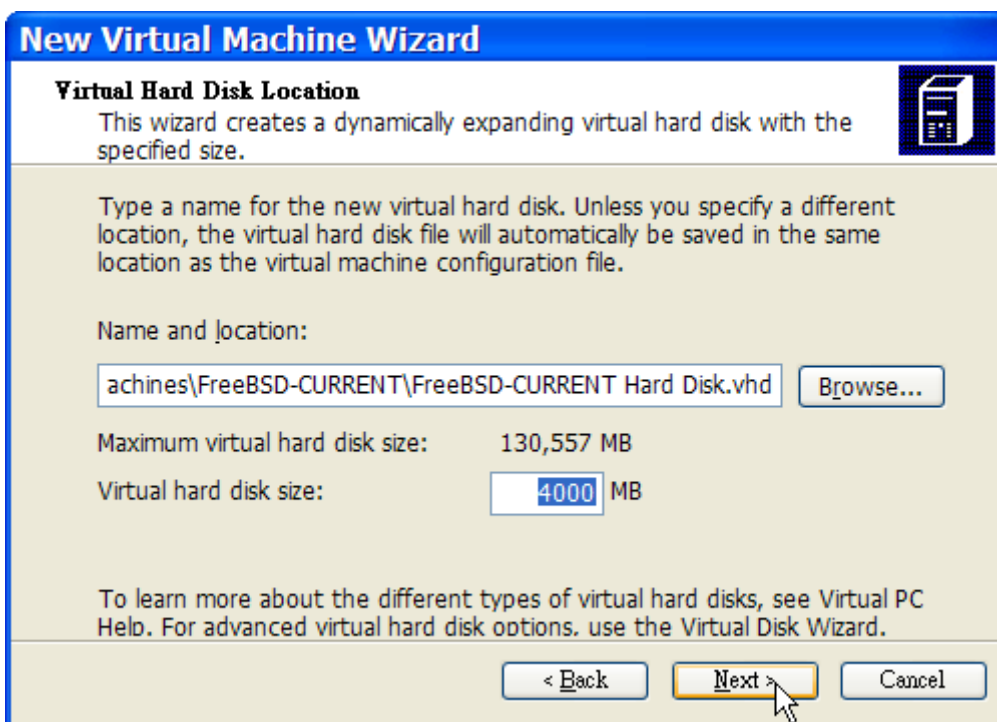 New Virtual Machine Wizard
Virtual Hard Disk Location
This wizard creates a dynamically expanding virtual hard disk with the
specified size.
Type a name for the new virtual hard disk. Unless you specify a different
location, the virtual hard disk file will automatically be saved in the same
location as the virtual machine configuration file.
Name and location:
achines\FreeBSD-CURRENT\FreeBSD-CURRENT Hard Disk.vhd Browse...
Maximum virtual hard disk size: 130,557 MB
Virtual hard disk size: 4000 MB
To learn more about the different types of virtual hard disks, see Virtual PC
Help. For advanced virtual hard disk options, use the Virtual Disk Wizard.
< Back Next > Cancel